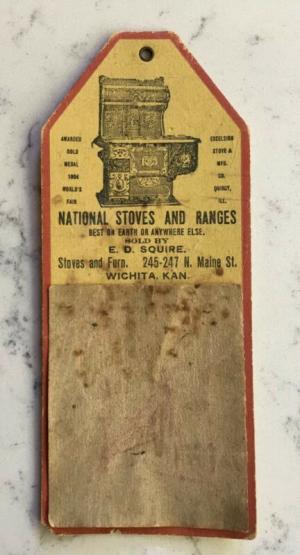 AWARDED
GOLD
MEDAL
1904
WORLD'S
FAIR
EXCELSIOR
STOVE &
MFG.
CO.
QUINCY,
ILL.
NATIONAL STOVES AND RANGES
BEST ON EARTH OR ANYWHERE ELSE.
SOLD BY
E. D. SQUIRE.
Stoves and Furn. 245-247 N. Maine St.
WICHITA, KAN.